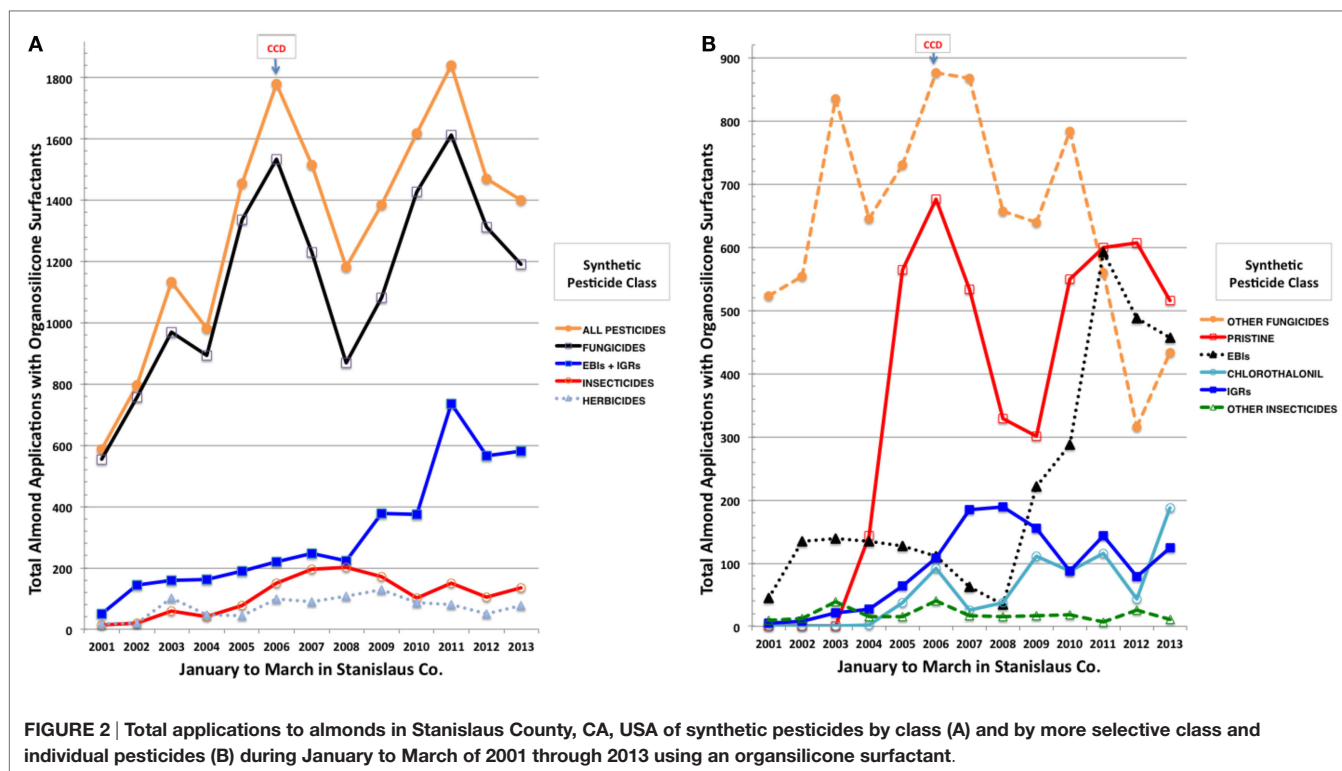 A
CCD
Total Almond Applications with Organosilicone Surfactants
1800
1600
1400
1200
1000
800
600
400
200
0
2001 2002 2003 2004 2005 2006 2007 2008 2009 2010 2011 2012 2013
January to March in Stanislaus Co.
Synthetic
Pesticide Class
ALL PESTICIDES
FUNGICIDES
EBIs + IGRs
INSECTICIDES
HERBICIDES
B
CCD
Total Almond Applications with Organosilicone Surfactants
900
800
700
600
500
400
300
200
100
0
2001 2002 2003 2004 2005 2006 2007 2008 2009 2010 2011 2012 2013
January to March in Stanislaus Co.
Synthetic
Pesticide Class
OTHER FUNGICIDES
PRISTINE
EBIs
CHLOROTHALONIL
IGRs
OTHER INSECTICIDES
FIGURE 2 | Total applications to almonds in Stanislaus County, CA, USA of synthetic pesticides by class (A) and by more selective class and
individual pesticides (B) during January to March of 2001 through 2013 using an organsilicone surfactant.